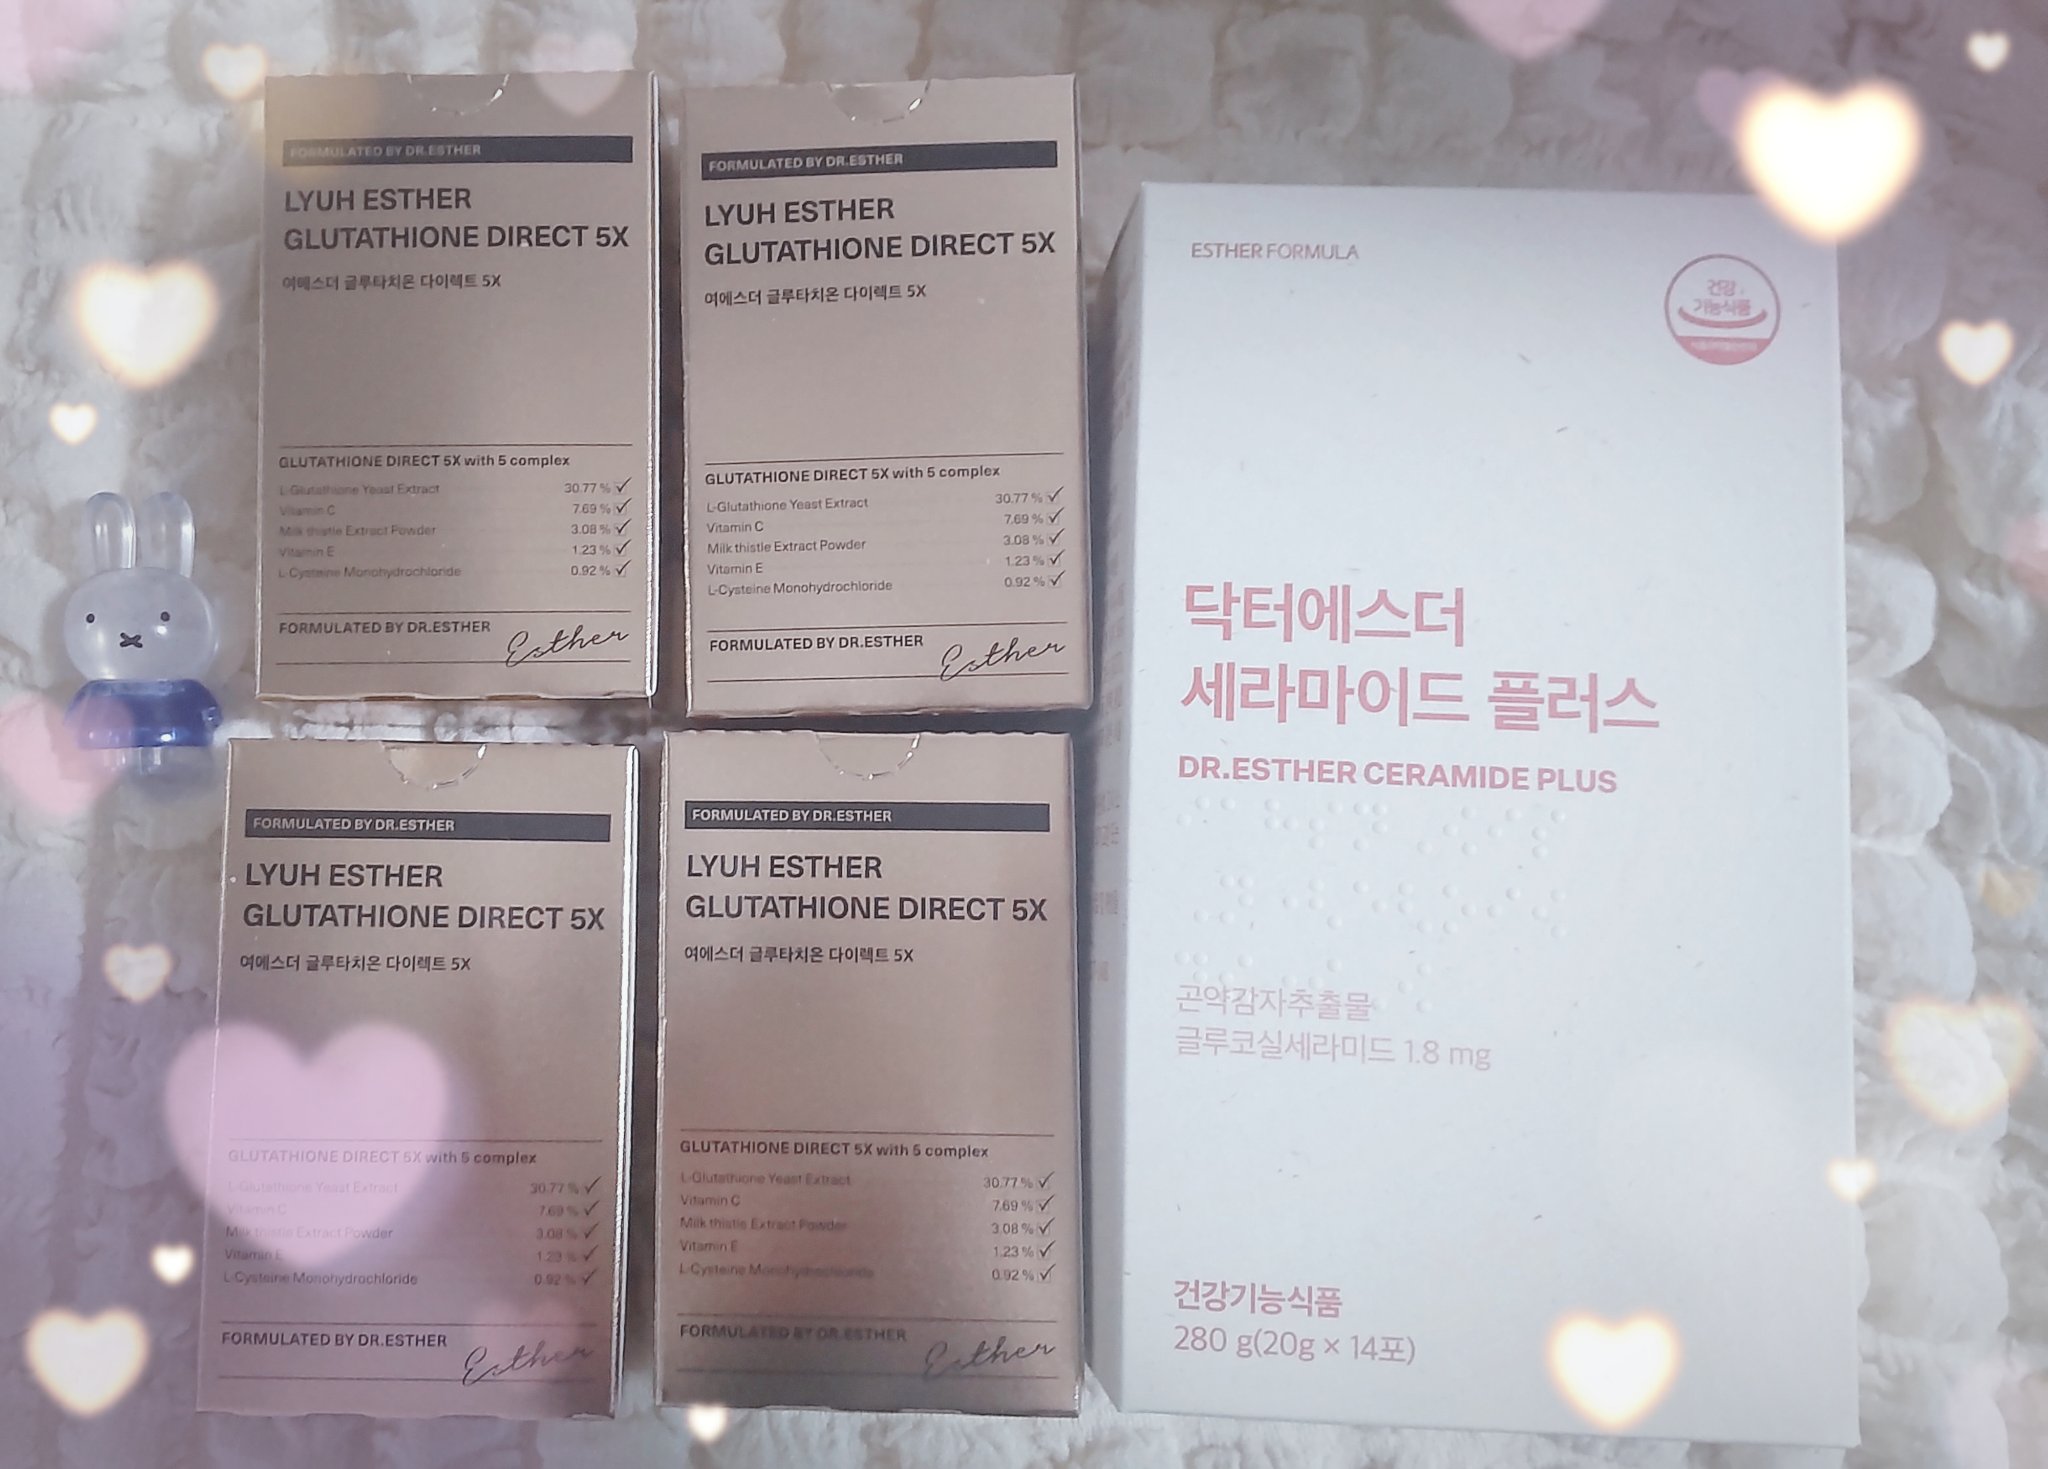 FORMULATED BY DR.ESTHER
LYUH ESTHER
GLUTATHIONE DIRECT 5X
여에스더 글루타치온 다이렉트 5X
GLUTATHIONE DIRECT 5X with 5 complex
L-Glutathione Yeast Extract 30.77 % ✓
Vitamin C 7.69 % ✓
Milk thistle Extract Powder 3.08 % ✓
Vitamin E 1.23 % ✓
L-Cysteine Monohydrochloride 0.92 % ✓
FORMULATED BY DR.ESTHER Esther
FORMULATED BY DR.ESTHER
LYUH ESTHER
GLUTATHIONE DIRECT 5X
여에스더 글루타치온 다이렉트 5X
GLUTATHIONE DIRECT 5X with 5 complex
L-Glutathione Yeast Extract 30.77 % ✓
Vitamin C 7.69 % ✓
Milk thistle Extract Powder 3.08 % ✓
Vitamin E 1.23 % ✓
L-Cysteine Monohydrochloride 0.92 % ✓
FORMULATED BY DR.ESTHER Esther
FORMULATED BY DR.ESTHER
LYUH ESTHER
GLUTATHIONE DIRECT 5X
여에스더 글루타치온 다이렉트 5X
GLUTATHIONE DIRECT 5X with 5 complex
L-Glutathione Yeast Extract 30.77 % ✓
Vitamin C 7.69 % ✓
Milk thistle Extract Powder 3.08 % ✓
Vitamin E 1.23 % ✓
L-Cysteine Monohydrochloride 0.92 % ✓
FORMULATED BY DR.ESTHER Esther
FORMULATED BY DR.ESTHER
LYUH ESTHER
GLUTATHIONE DIRECT 5X
여에스더 글루타치온 다이렉트 5X
GLUTATHIONE DIRECT 5X with 5 complex
L-Glutathione Yeast Extract 30.77 % ✓
Vitamin C 7.69 % ✓
Milk thistle Extract Powder 3.08 % ✓
Vitamin E 1.23 % ✓
L-Cysteine Monohydrochloride 0.92 % ✓
FORMULATED BY DR.ESTHER Esther
ESTHER FORMULA
건강
기능식품
닥터에스더
세라마이드 플러스
DR.ESTHER CERAMIDE PLUS
곤약감자추출물
글루코실세라미드 1.8 mg
건강기능식품
280 g(20g × 14포)